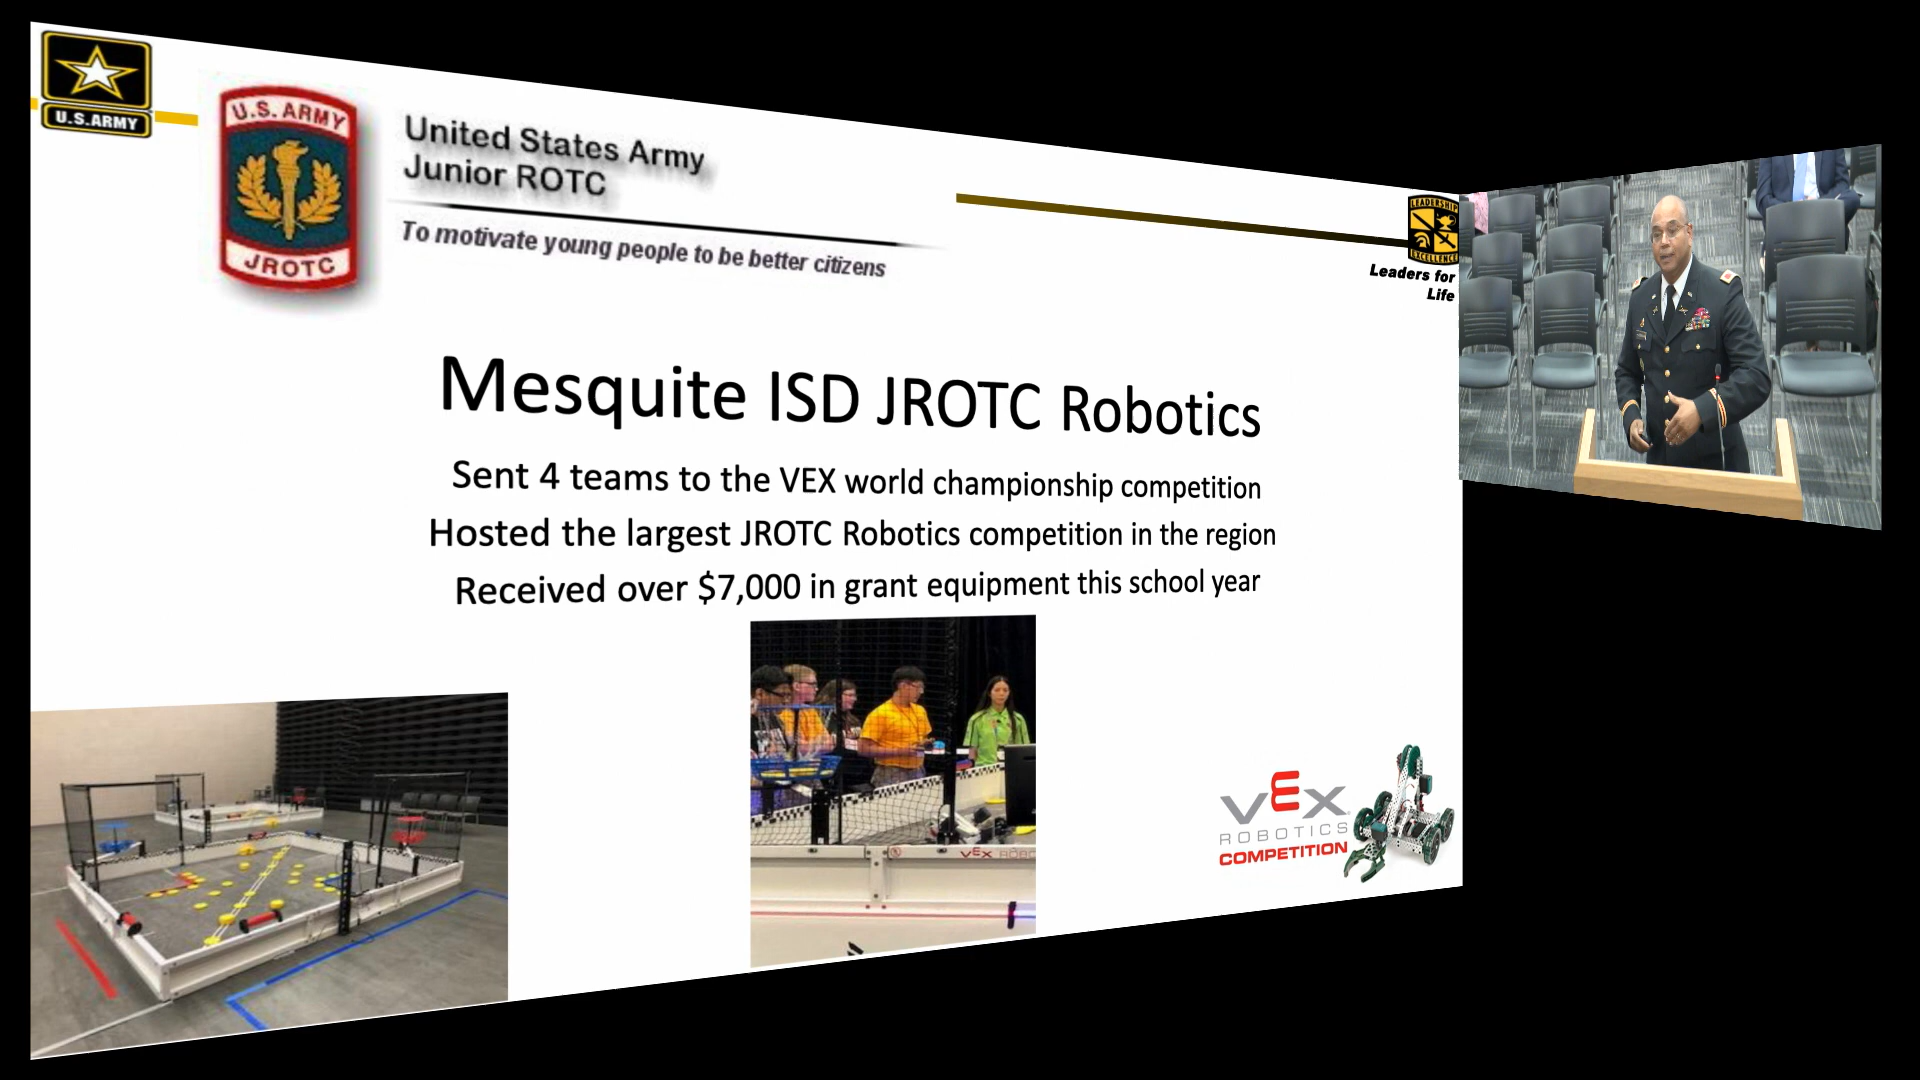 U.S.ARMY
U.S. ARMY
JROTC
United States Army
Junior ROTC
To motivate young people to be better citizens
LEADERSHIP
EXCELLENCE
Leaders for
Life
Mesquite ISD JROTC Robotics
Sent 4 teams to the VEX world championship competition
Hosted the largest JROTC Robotics competition in the region
Received over $7,000 in grant equipment this school year
VEX
VEX
ROBOTICS
COMPETITION